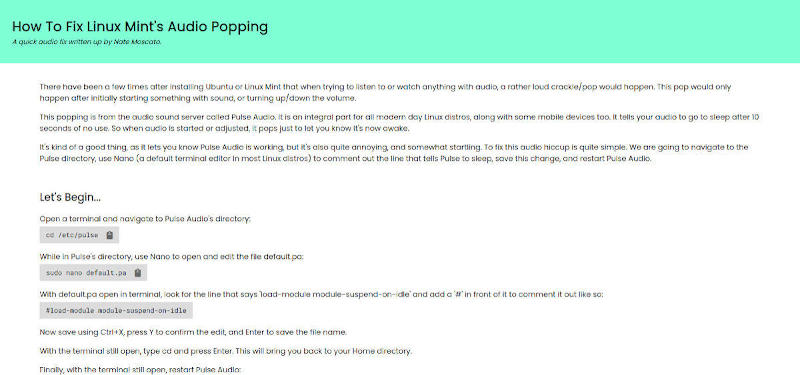 How To Fix Linux Mint's Audio Popping
A quick audio fix written up by Nate Moscato.
There have been a few times after installing Ubuntu or Linux Mint that when trying to listen to or watch anything with audio, a rather loud crackle/pop would happen. This pop would only
happen after initially starting something with sound, or turning up/down the volume.
This popping is from the audio sound server called Pulse Audio. It is an integral part for all modern day Linux distros, along with some mobile devices too. It tells your audio to go to sleep after 10
seconds of no use. So when audio is started or adjusted, it pops just to let you know it's now awake.
It's kind of a good thing, as it lets you know Pulse Audio is working, but it's also quite annoying, and somewhat startling. To fix this audio hiccup is quite simple. We are going to navigate to the
Pulse directory, use Nano (a default terminal editor in most Linux distros) to comment out the line that tells Pulse to sleep, save this change, and restart Pulse Audio.
Let's Begin...
Open a terminal and navigate to Pulse Audio's directory:
cd /etc/pulse
While in Pulse's directory, use Nano to open and edit the file default.pa:
sudo nano default.pa
With default.pa open in terminal, look for the line that says 'load-module module-suspend-on-idle' and add a '#' in front of it to comment it out like so:
#load-module module-suspend-on-idle
Now save using Ctrl+X, press Y to confirm the edit, and Enter to save the file name.
With the terminal still open, type cd and press Enter. This will bring you back to your Home directory.
Finally, with the terminal still open, restart Pulse Audio: